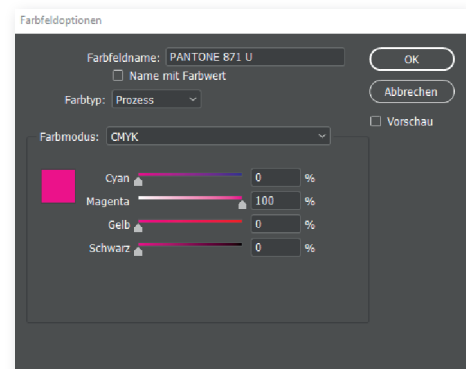 Farbfeldoptionen
Farbfeldname: PANTONE 871 U
Name mit Farbwert
Farbtyp: Prozess
Farbmodus: CMYK
Cyan 0 %
Magenta 100 %
Gelb 0 %
Schwarz 0 %
OK
Abbrechen
Vorschau